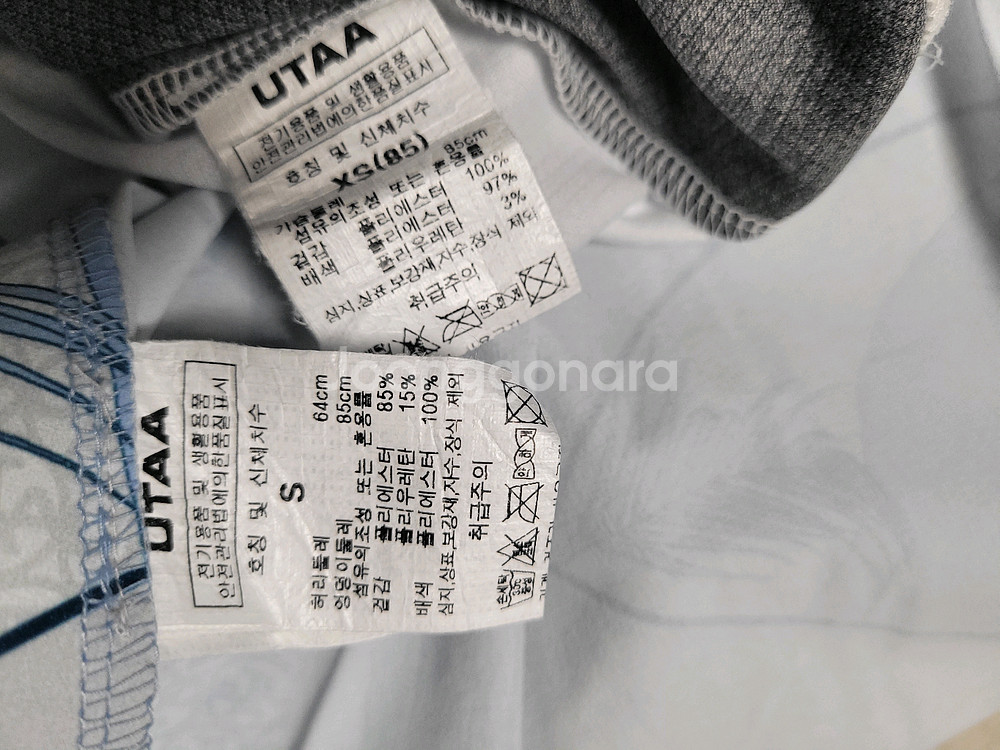 UTAA
전기용품 및 생활용품
안전관리법에의한품질표시
호칭 및 신체치수
XS(85)
가슴둘레 85cm
섬유의조성 또는 혼용률
겉감 폴리에스터 100%
배색 폴리에스터 97%
폴리우레탄 3%
심지,상표,보강재,자수,장식 제외
취급주의
UTAA
전기용품 및 생활용품
안전관리법에의한품질표시
호칭 및 신체치수
S
허리둘레 64cm
엉덩이둘레 85cm
섬유의조성 또는 혼용률
겉감 폴리에스터 85%
폴리우레탄 15%
배색 폴리에스터 100%
심지,상표,보강재,자수,장식 제외
취급주의
손세탁